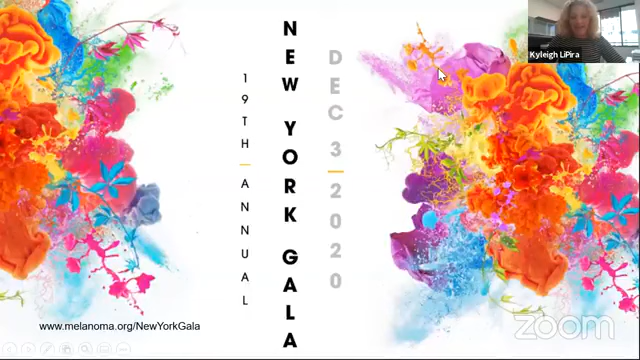 19TH — ANNUAL
NEW YORK GALA
DEC 3 — 2020
Kyleigh LiPira
www.melanoma.org/NewYorkGala
zoom